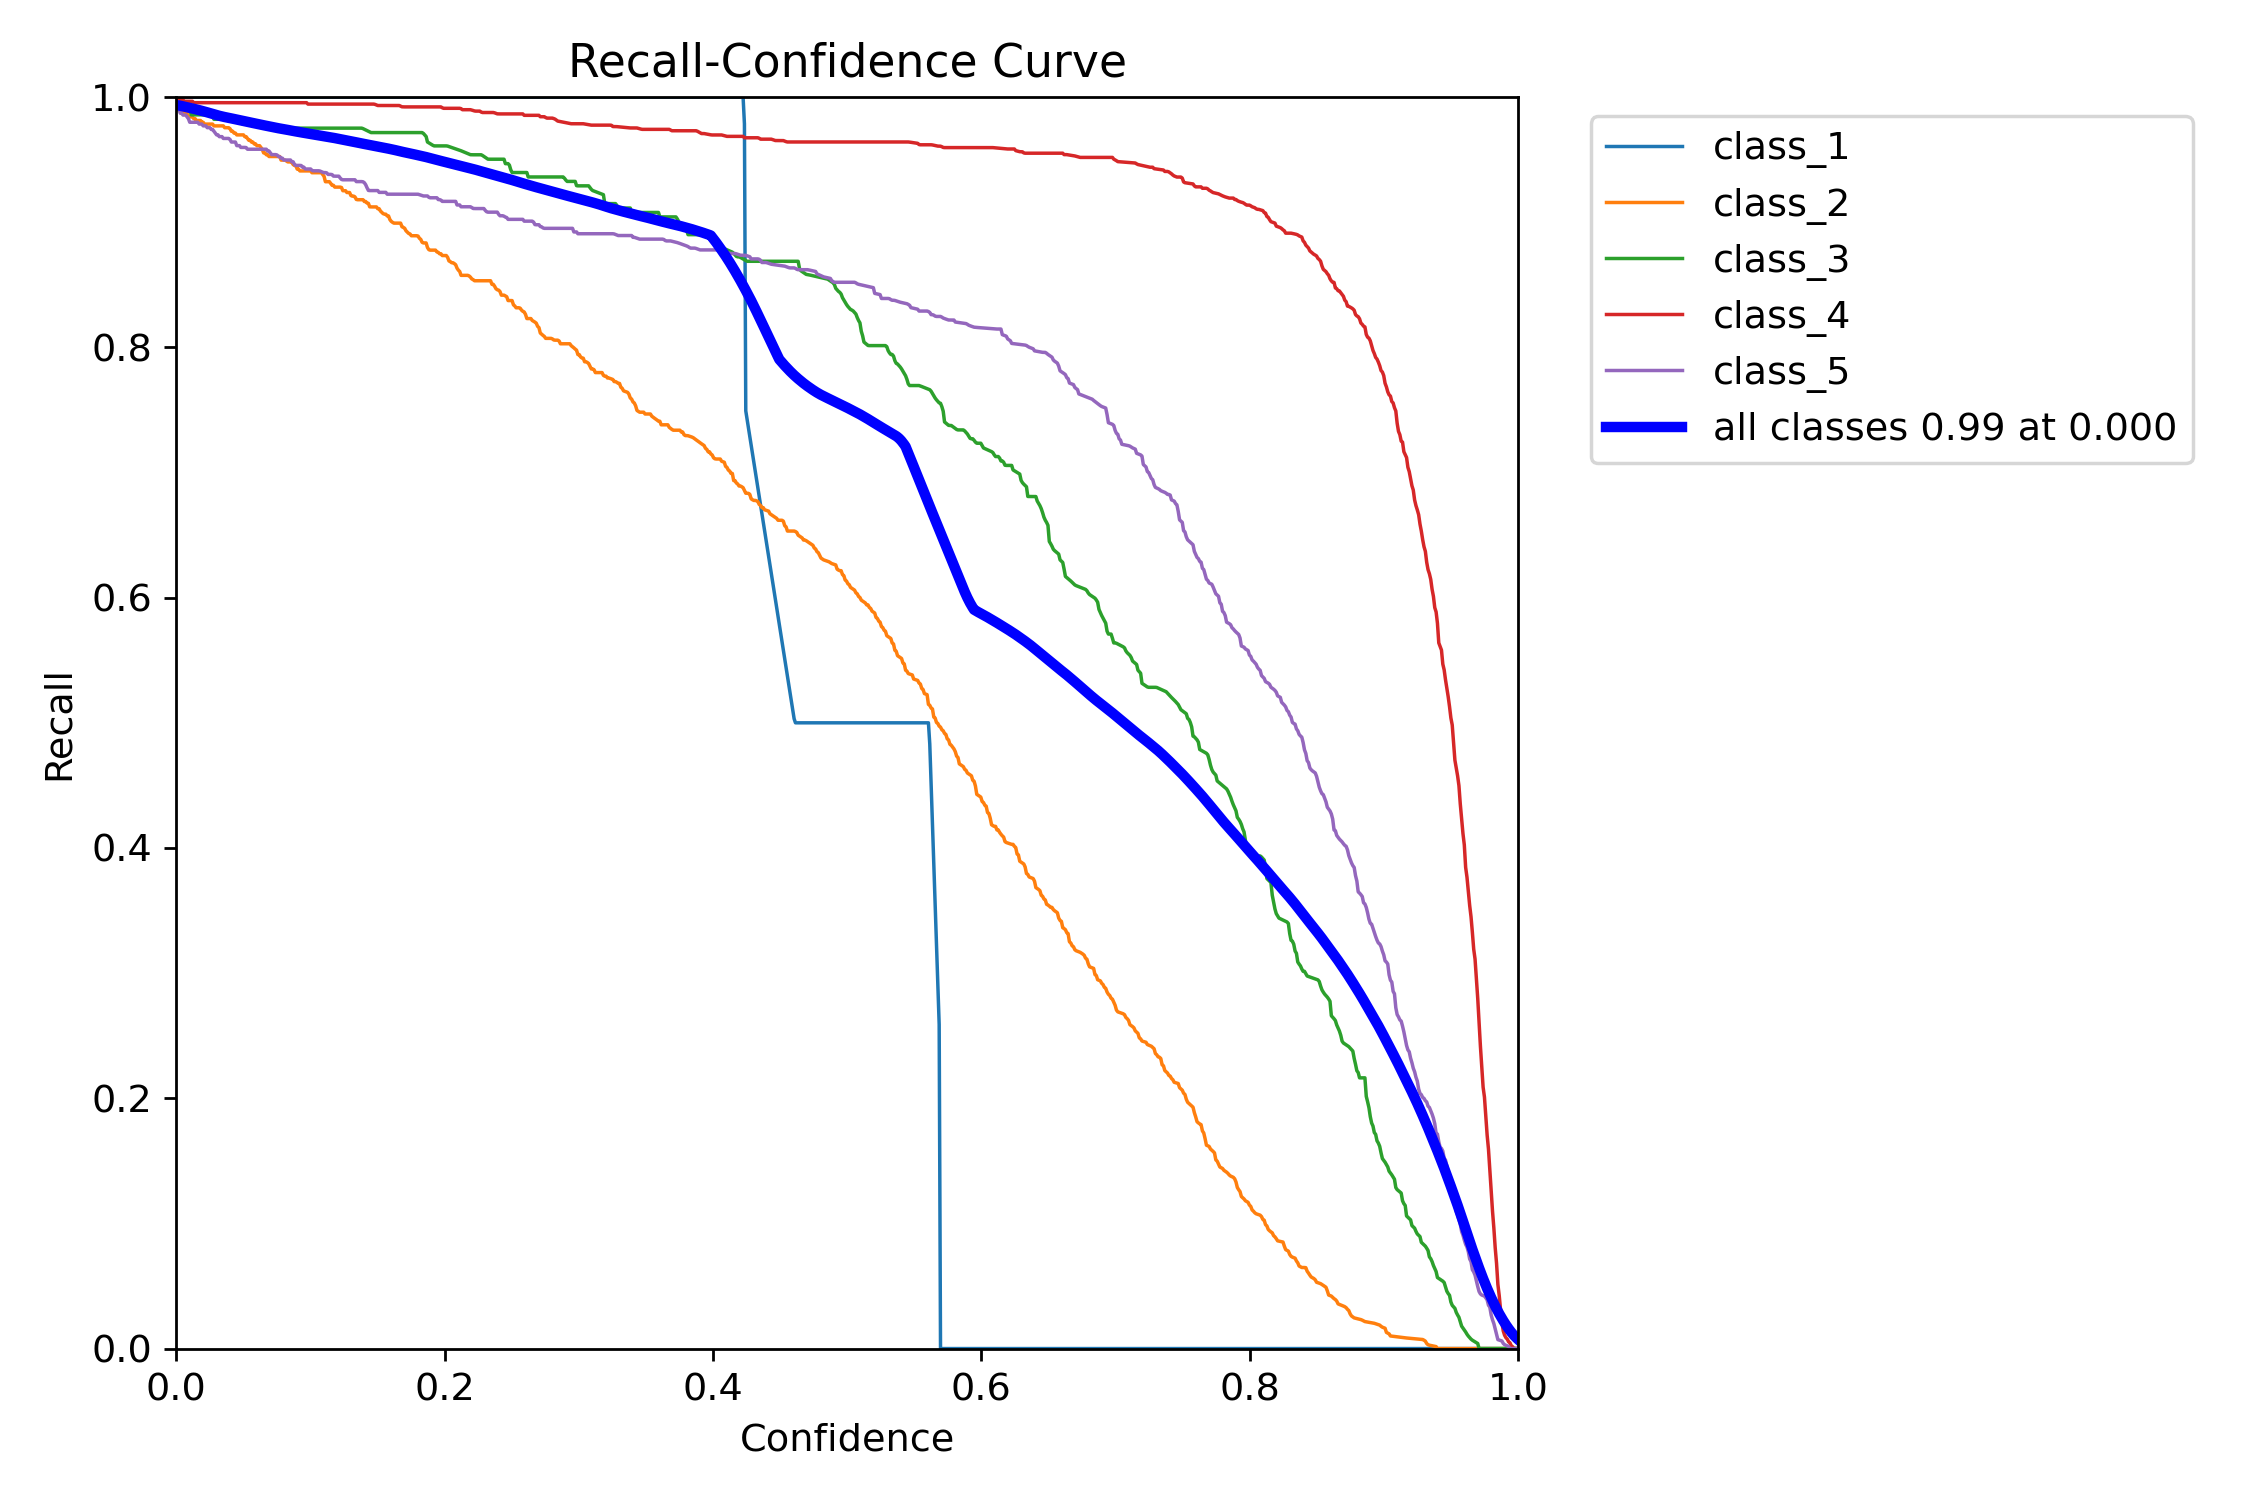 Recall-Confidence Curve
1.0
0.8
0.6
0.4
0.2
0.0
Recall
0.0 0.2 0.4 0.6 0.8 1.0
Confidence
class_1
class_2
class_3
class_4
class_5
all classes 0.99 at 0.000